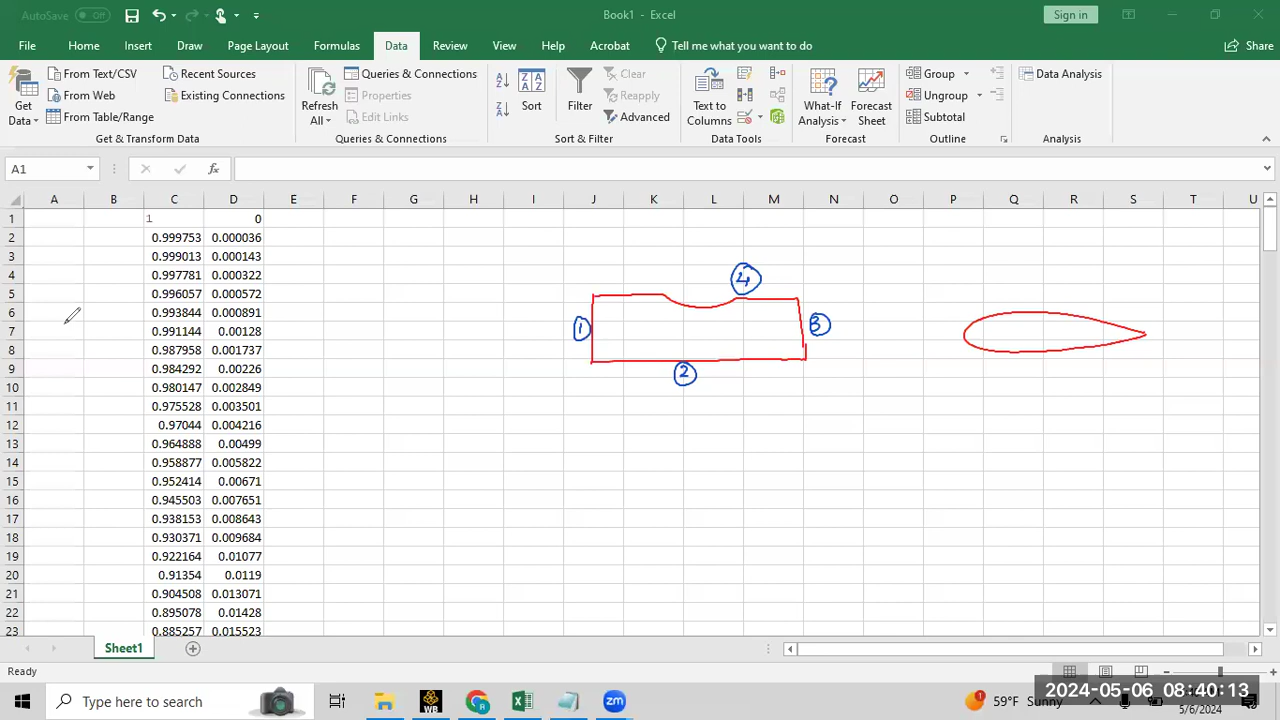 AutoSave Off Book1 - Excel Sign in
File Home Insert Draw Page Layout Formulas Data Review View Help Acrobat Tell me what you want to do Share
Get Data
From Text/CSV
From Web
From Table/Range
Recent Sources
Existing Connections
Get & Transform Data
Refresh All
Queries & Connections
Properties
Edit Links
Queries & Connections
Sort
Filter
Clear
Reapply
Advanced
Sort & Filter
Text to Columns
Data Tools
What-If Analysis
Forecast Sheet
Forecast
Group
Ungroup
Subtotal
Outline
Data Analysis
Analysis
A1 fx
A B C D E F G H I J K L M N O P Q R S T U
1 1 0
2 0.999753 0.000036
3 0.999013 0.000143
4 0.997781 0.000322
5 0.996057 0.000572
6 0.993844 0.000891
7 0.991144 0.00128
8 0.987958 0.001737
9 0.984292 0.00226
10 0.980147 0.002849
11 0.975528 0.003501
12 0.97044 0.004216
13 0.964888 0.00499
14 0.958877 0.005822
15 0.952414 0.00671
16 0.945503 0.007651
17 0.938153 0.008643
18 0.930371 0.009684
19 0.922164 0.01077
20 0.91354 0.0119
21 0.904508 0.013071
22 0.895078 0.01428
23 0.885257 0.015523
4
1
3
2
Sheet1
Ready
Type here to search
WB
zm
59°F Sunny
2024-05-06 08:40:13
5/6/2024